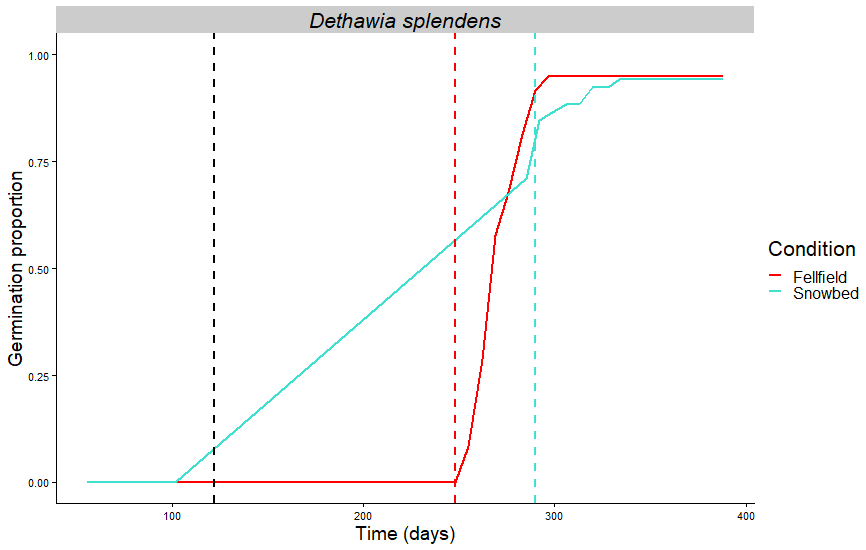 Dethawia splendens
1.00
0.75
0.50
0.25
0.00
Germination proportion
100
200
300
400
Time (days)
Condition
Fellfield
Snowbed